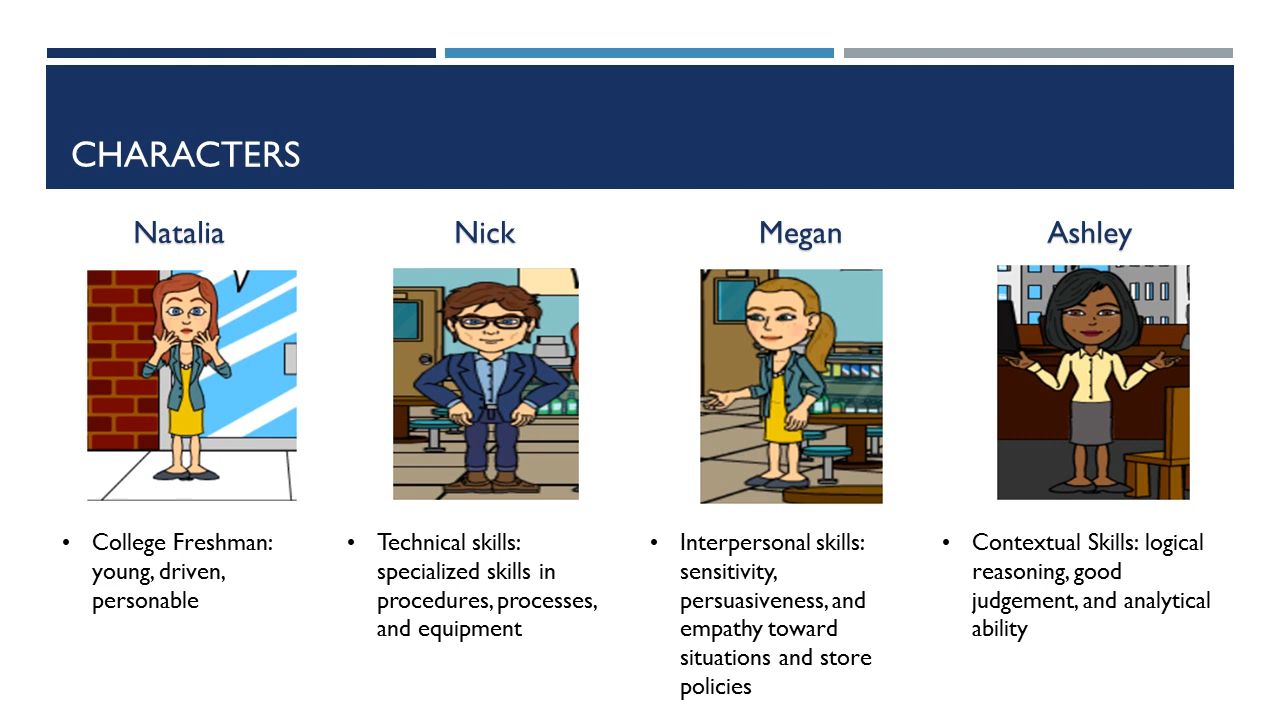 CHARACTERS
Natalia
Nick
Megan
Ashley
• College Freshman:
young, driven,
personable
• Technical skills:
specialized skills in
procedures, processes,
and equipment
• Interpersonal skills:
sensitivity,
persuasiveness, and
empathy toward
situations and store
policies
• Contextual Skills: logical
reasoning, good
judgement, and analytical
ability